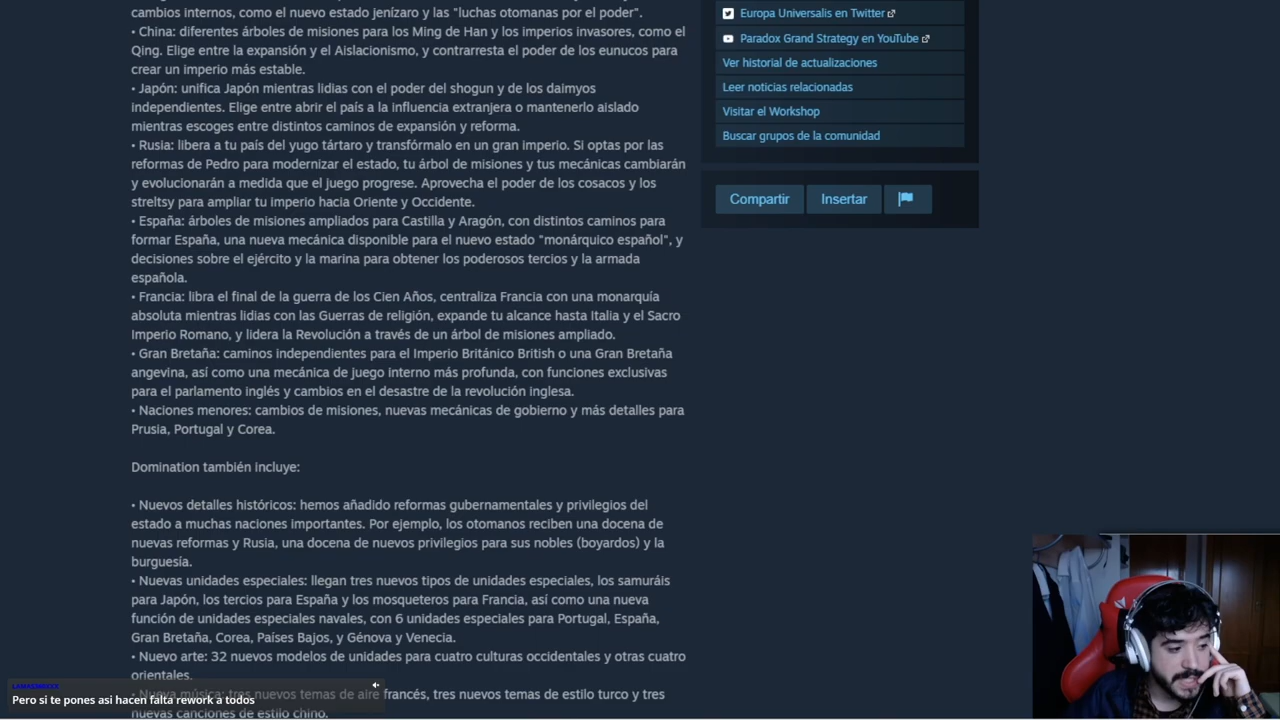 cambios internos, como el nuevo estado jenízaro y las "luchas otomanas por el poder".
• China: diferentes árboles de misiones para los Ming de Han y los imperios invasores, como el
Qing. Elige entre la expansión y el Aislacionismo, y contrarresta el poder de los eunucos para
crear un imperio más estable.
• Japón: unifica Japón mientras lidias con el poder del shogun y de los daimyos
independientes. Elige entre abrir el país a la influencia extranjera o mantenerlo aislado
mientras escoges entre distintos caminos de expansión y reforma.
• Rusia: libera a tu país del yugo tártaro y transfórmalo en un gran imperio. Si optas por las
reformas de Pedro para modernizar el estado, tu árbol de misiones y tus mecánicas cambiarán
y evolucionarán a medida que el juego progrese. Aprovecha el poder de los cosacos y los
streltsy para ampliar tu imperio hacia Oriente y Occidente.
• España: árboles de misiones ampliados para Castilla y Aragón, con distintos caminos para
formar España, una nueva mecánica disponible para el nuevo estado "monárquico español", y
decisiones sobre el ejército y la marina para obtener los poderosos tercios y la armada
española.
• Francia: libra el final de la guerra de los Cien Años, centraliza Francia con una monarquía
absoluta mientras lidias con las Guerras de religión, expande tu alcance hasta Italia y el Sacro
Imperio Romano, y lidera la Revolución a través de un árbol de misiones ampliado.
• Gran Bretaña: caminos independientes para el Imperio Británico British o una Gran Bretaña
angevina, así como una mecánica de juego interno más profunda, con funciones exclusivas
para el parlamento inglés y cambios en el desastre de la revolución inglesa.
• Naciones menores: cambios de misiones, nuevas mecánicas de gobierno y más detalles para
Prusia, Portugal y Corea.
Domination también incluye:
• Nuevos detalles históricos: hemos añadido reformas gubernamentales y privilegios del
estado a muchas naciones importantes. Por ejemplo, los otomanos reciben una docena de
nuevas reformas y Rusia, una docena de nuevos privilegios para sus nobles (boyardos) y la
burguesía.
• Nuevas unidades especiales: llegan tres nuevos tipos de unidades especiales, los samuráis
para Japón, los tercios para España y los mosqueteros para Francia, así como una nueva
función de unidades especiales navales, con 6 unidades especiales para Portugal, España,
Gran Bretaña, Corea, Países Bajos, y Génova y Venecia.
• Nuevo arte: 32 nuevos modelos de unidades para cuatro culturas occidentales y otras cuatro
orientales.
• Nueva música: tres nuevos temas de aire francés, tres nuevos temas de estilo turco y tres
nuevas canciones de estilo chino.
Pero si te pones asi hacen falta rework a todos
Europa Universalis en Twitter
Paradox Grand Strategy en YouTube
Ver historial de actualizaciones
Leer noticias relacionadas
Visitar el Workshop
Buscar grupos de la comunidad
Compartir
Insertar